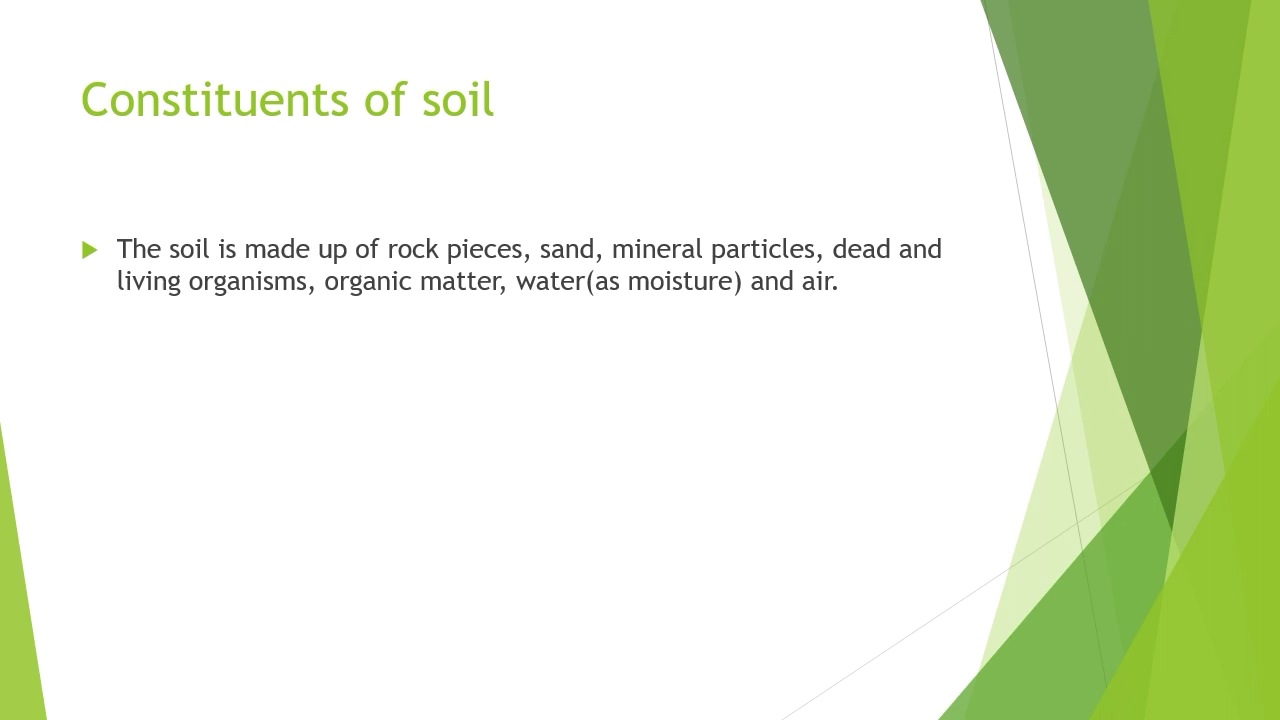 Constituents of soil
The soil is made up of rock pieces, sand, mineral particles, dead and
living organisms, organic matter, water(as moisture) and air.